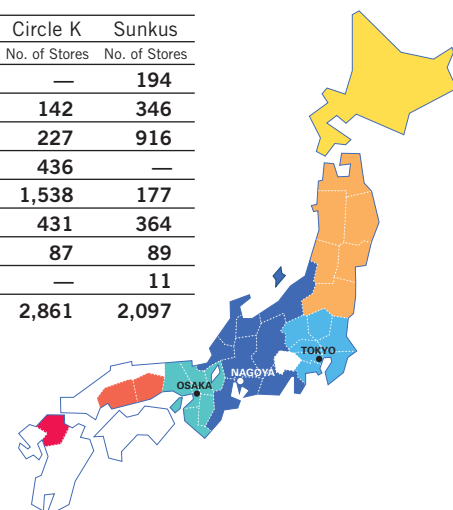 Circle K Sunkus
No. of Stores No. of Stores
— 194
142 346
227 916
436 —
1,538 177
431 364
87 89
— 11
2,861 2,097
TOKYO
NAGOYA
OSAKA